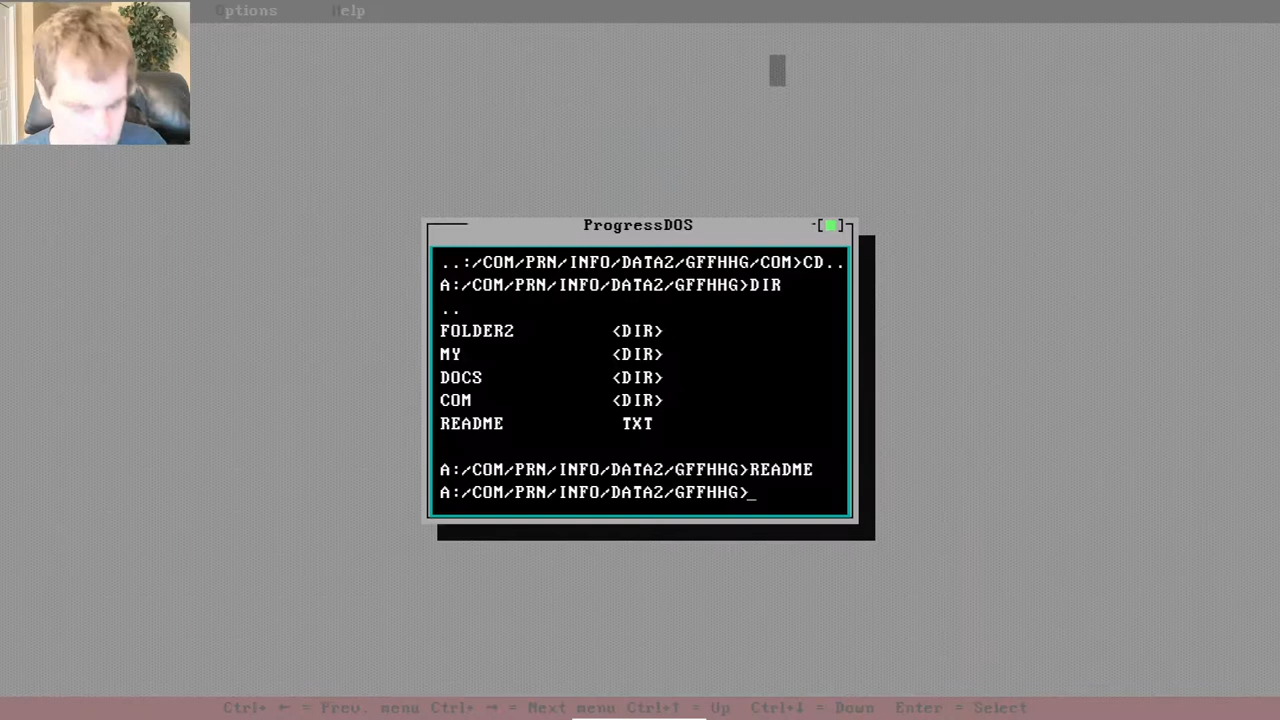 Options Help
ProgressDOS
..:/COM/PRN/INFO/DATA2/GFFHHG/COM>CD..
A:/COM/PRN/INFO/DATA2/GFFHHG>DIR
..
FOLDER2 <DIR>
MY <DIR>
DOCS <DIR>
COM <DIR>
README TXT
A:/COM/PRN/INFO/DATA2/GFFHHG>README
A:/COM/PRN/INFO/DATA2/GFFHHG>_
Ctrl+ ← = Prev. menu Ctrl+ → = Next menu Ctrl+↑ = Up Ctrl+↓ = Down Enter = Select